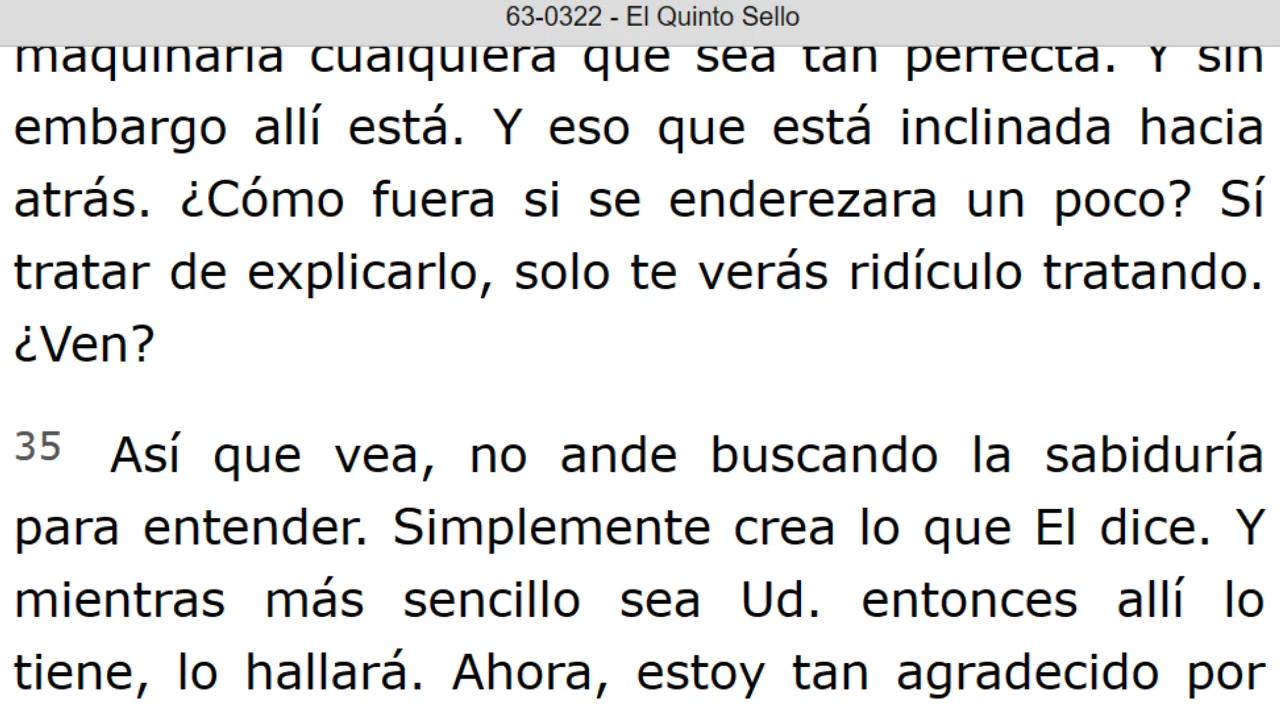 63-0322 - El Quinto Sello
maquinaria cualquiera que sea tan perfecta. Y sin
embargo allí está. Y eso que está inclinada hacia
atrás. ¿Cómo fuera si se enderezara un poco? Sí
tratar de explicarlo, solo te verás ridículo tratando.
¿Ven?
35 Así que vea, no ande buscando la sabiduría
para entender. Simplemente crea lo que El dice. Y
mientras más sencillo sea Ud. entonces allí lo
tiene, lo hallará. Ahora, estoy tan agradecido por